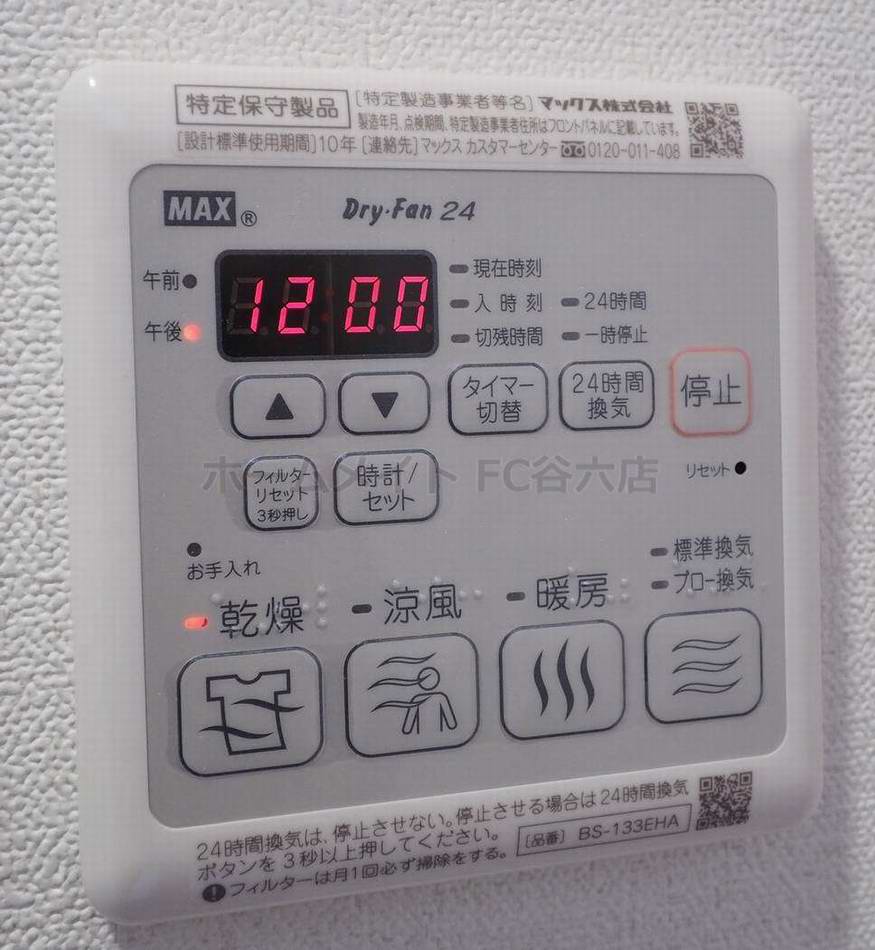 特定保守製品 [特定製造事業者等名] マックス株式会社
製造年月、点検期間、特定製造事業者住所はフロントパネルに記載しています。
[設計標準使用期間]10年 [連絡先]マックス カスタマーセンター 0120-011-408
MAX® Dry·Fan 24
午前
午後
12 00
現在時刻
入時刻 24時間
切残時間 一時停止
▲ ▼
タイマー
切替
24時間
換気
停止
フィルター
リセット
3秒押し
時計/
セット
リセット
ホームメイト FC谷六店
お手入れ
乾燥 涼風 暖房
標準換気
ブロー換気
24時間換気は、停止させない。停止させる場合は24時間換気
ボタンを3秒以上押してください。
フィルターは月1回必ず掃除をする。
[品番] BS-133EHA